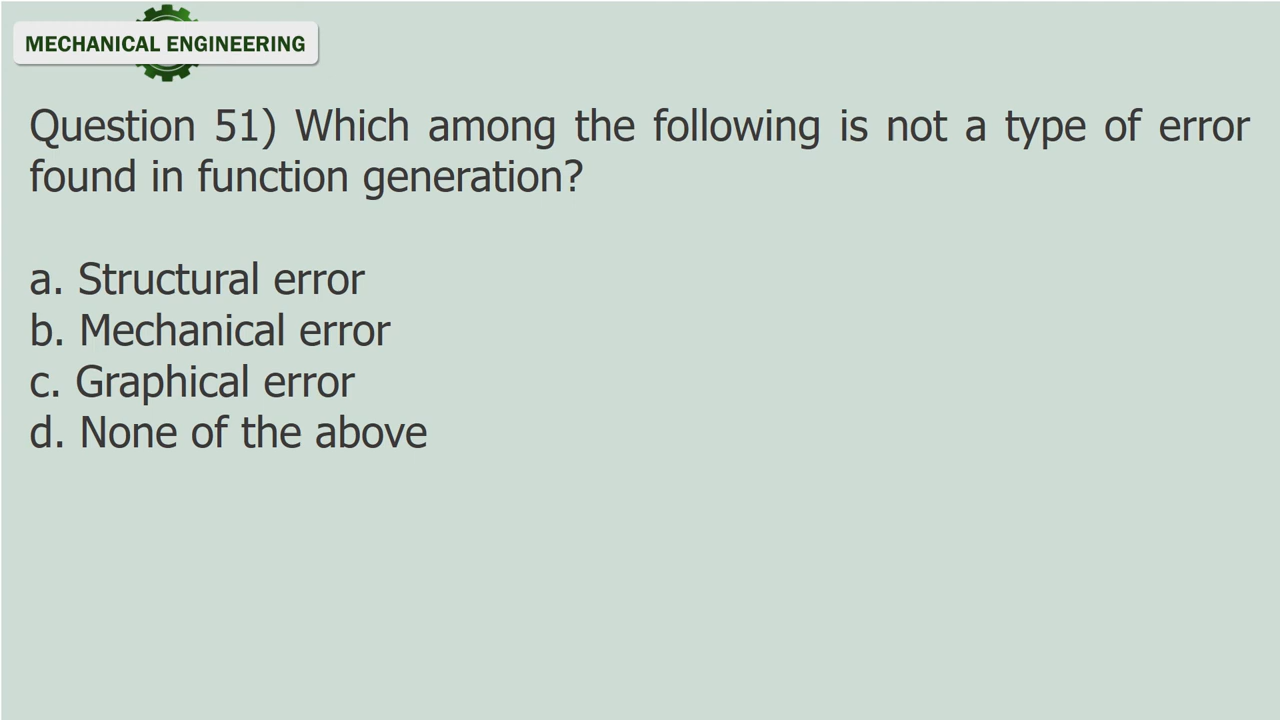 MECHANICAL ENGINEERING
Question 51) Which among the following is not a type of error
found in function generation?
a. Structural error
b. Mechanical error
c. Graphical error
d. None of the above